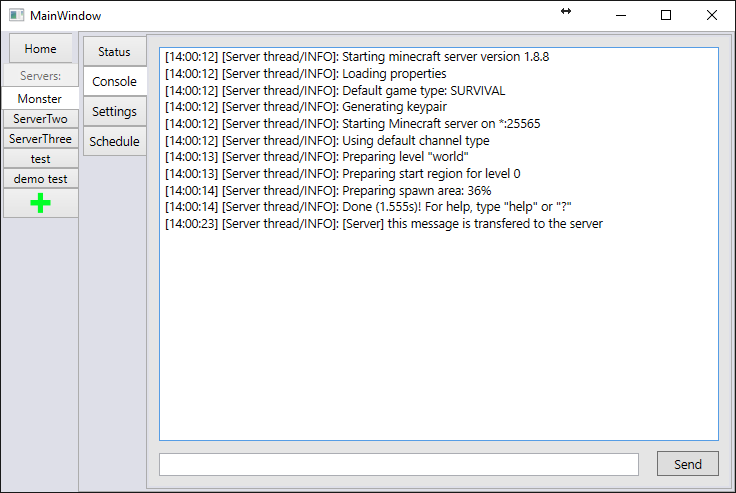 MainWindow
Home
Servers:
Monster
ServerTwo
ServerThree
test
demo test
Status
Console
Settings
Schedule
[14:00:12] [Server thread/INFO]: Starting minecraft server version 1.8.8
[14:00:12] [Server thread/INFO]: Loading properties
[14:00:12] [Server thread/INFO]: Default game type: SURVIVAL
[14:00:12] [Server thread/INFO]: Generating keypair
[14:00:12] [Server thread/INFO]: Starting Minecraft server on *:25565
[14:00:12] [Server thread/INFO]: Using default channel type
[14:00:13] [Server thread/INFO]: Preparing level "world"
[14:00:13] [Server thread/INFO]: Preparing start region for level 0
[14:00:14] [Server thread/INFO]: Preparing spawn area: 36%
[14:00:14] [Server thread/INFO]: Done (1.555s)! For help, type "help" or "?"
[14:00:23] [Server thread/INFO]: [Server] this message is transfered to the server
Send